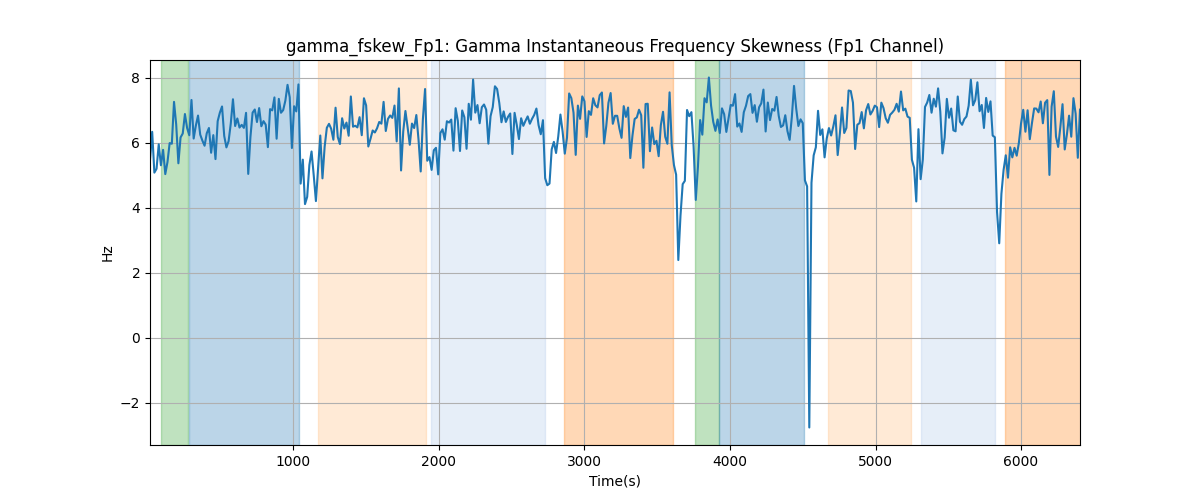 gamma_fskew_Fp1: Gamma Instantaneous Frequency Skewness (Fp1 Channel)
8
6
4
2
0
−2
Hz
1000 2000 3000 4000 5000 6000
Time(s)